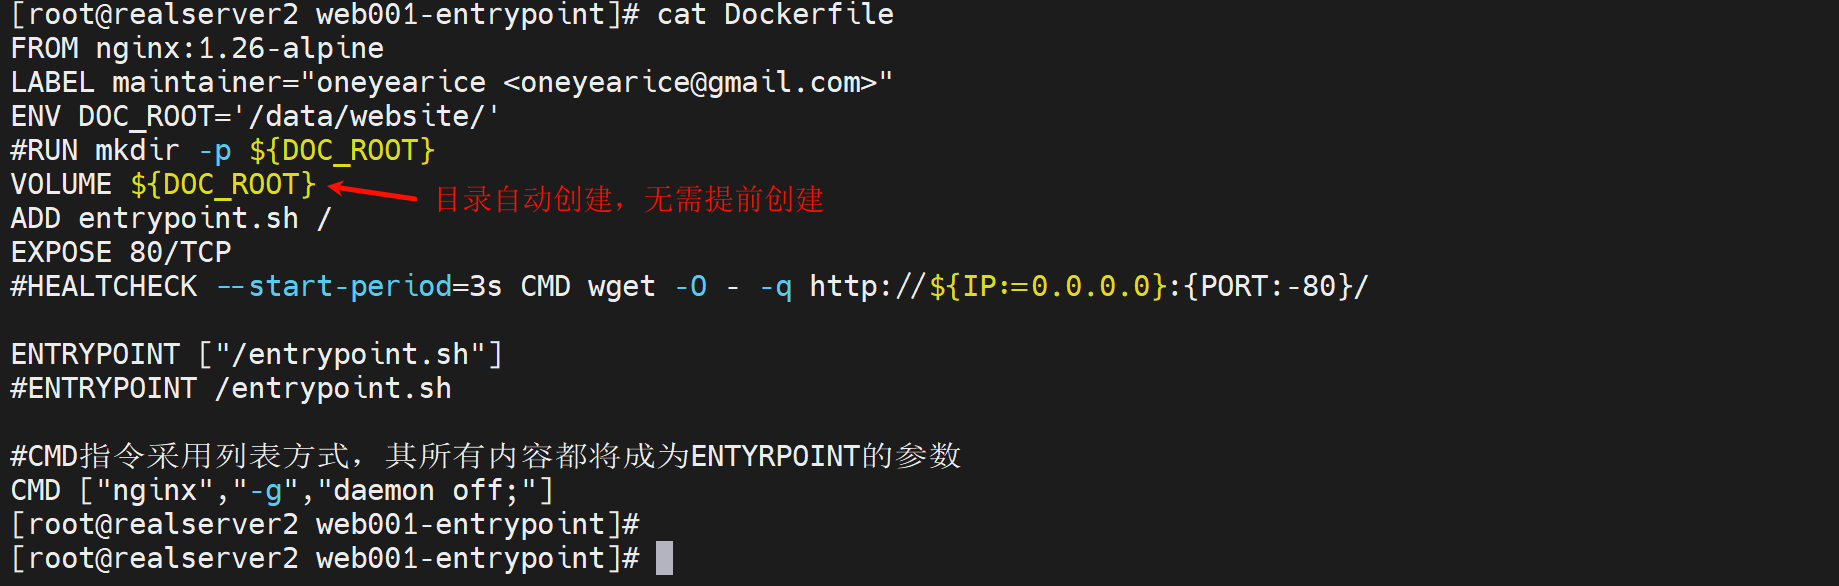 [root@realserver2 web001-entrypoint]# cat Dockerfile
FROM nginx:1.26-alpine
LABEL maintainer="oneyearice <oneyearice@gmail.com>"
ENV DOC_ROOT='/data/website/'
#RUN mkdir -p ${DOC_ROOT}
VOLUME ${DOC_ROOT} 目录自动创建，无需提前创建
ADD entrypoint.sh /
EXPOSE 80/TCP
#HEALTCHECK --start-period=3s CMD wget -O - -q http://${IP:=0.0.0.0}:{PORT:-80}/
ENTRYPOINT ["/entrypoint.sh"]
#ENTRYPOINT /entrypoint.sh
#CMD指令采用列表方式，其所有内容都将成为ENTYRPOINT的参数
CMD ["nginx","-g","daemon off;"]
[root@realserver2 web001-entrypoint]#
[root@realserver2 web001-entrypoint]#